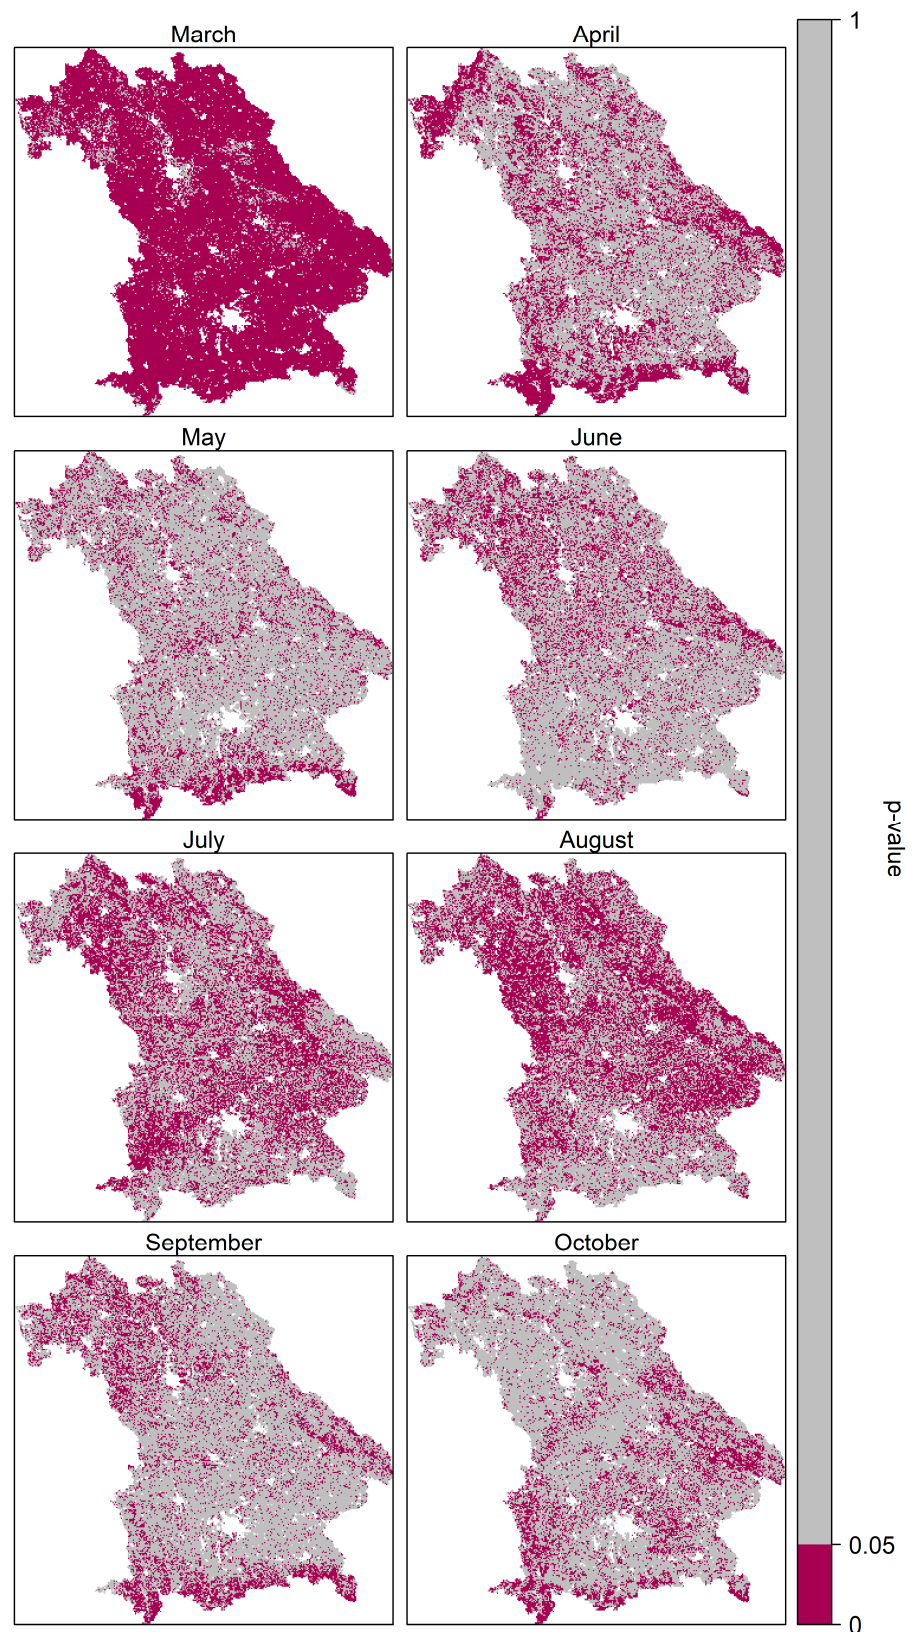 March
April
May
June
July
August
September
October
1
p-value
0.05
0